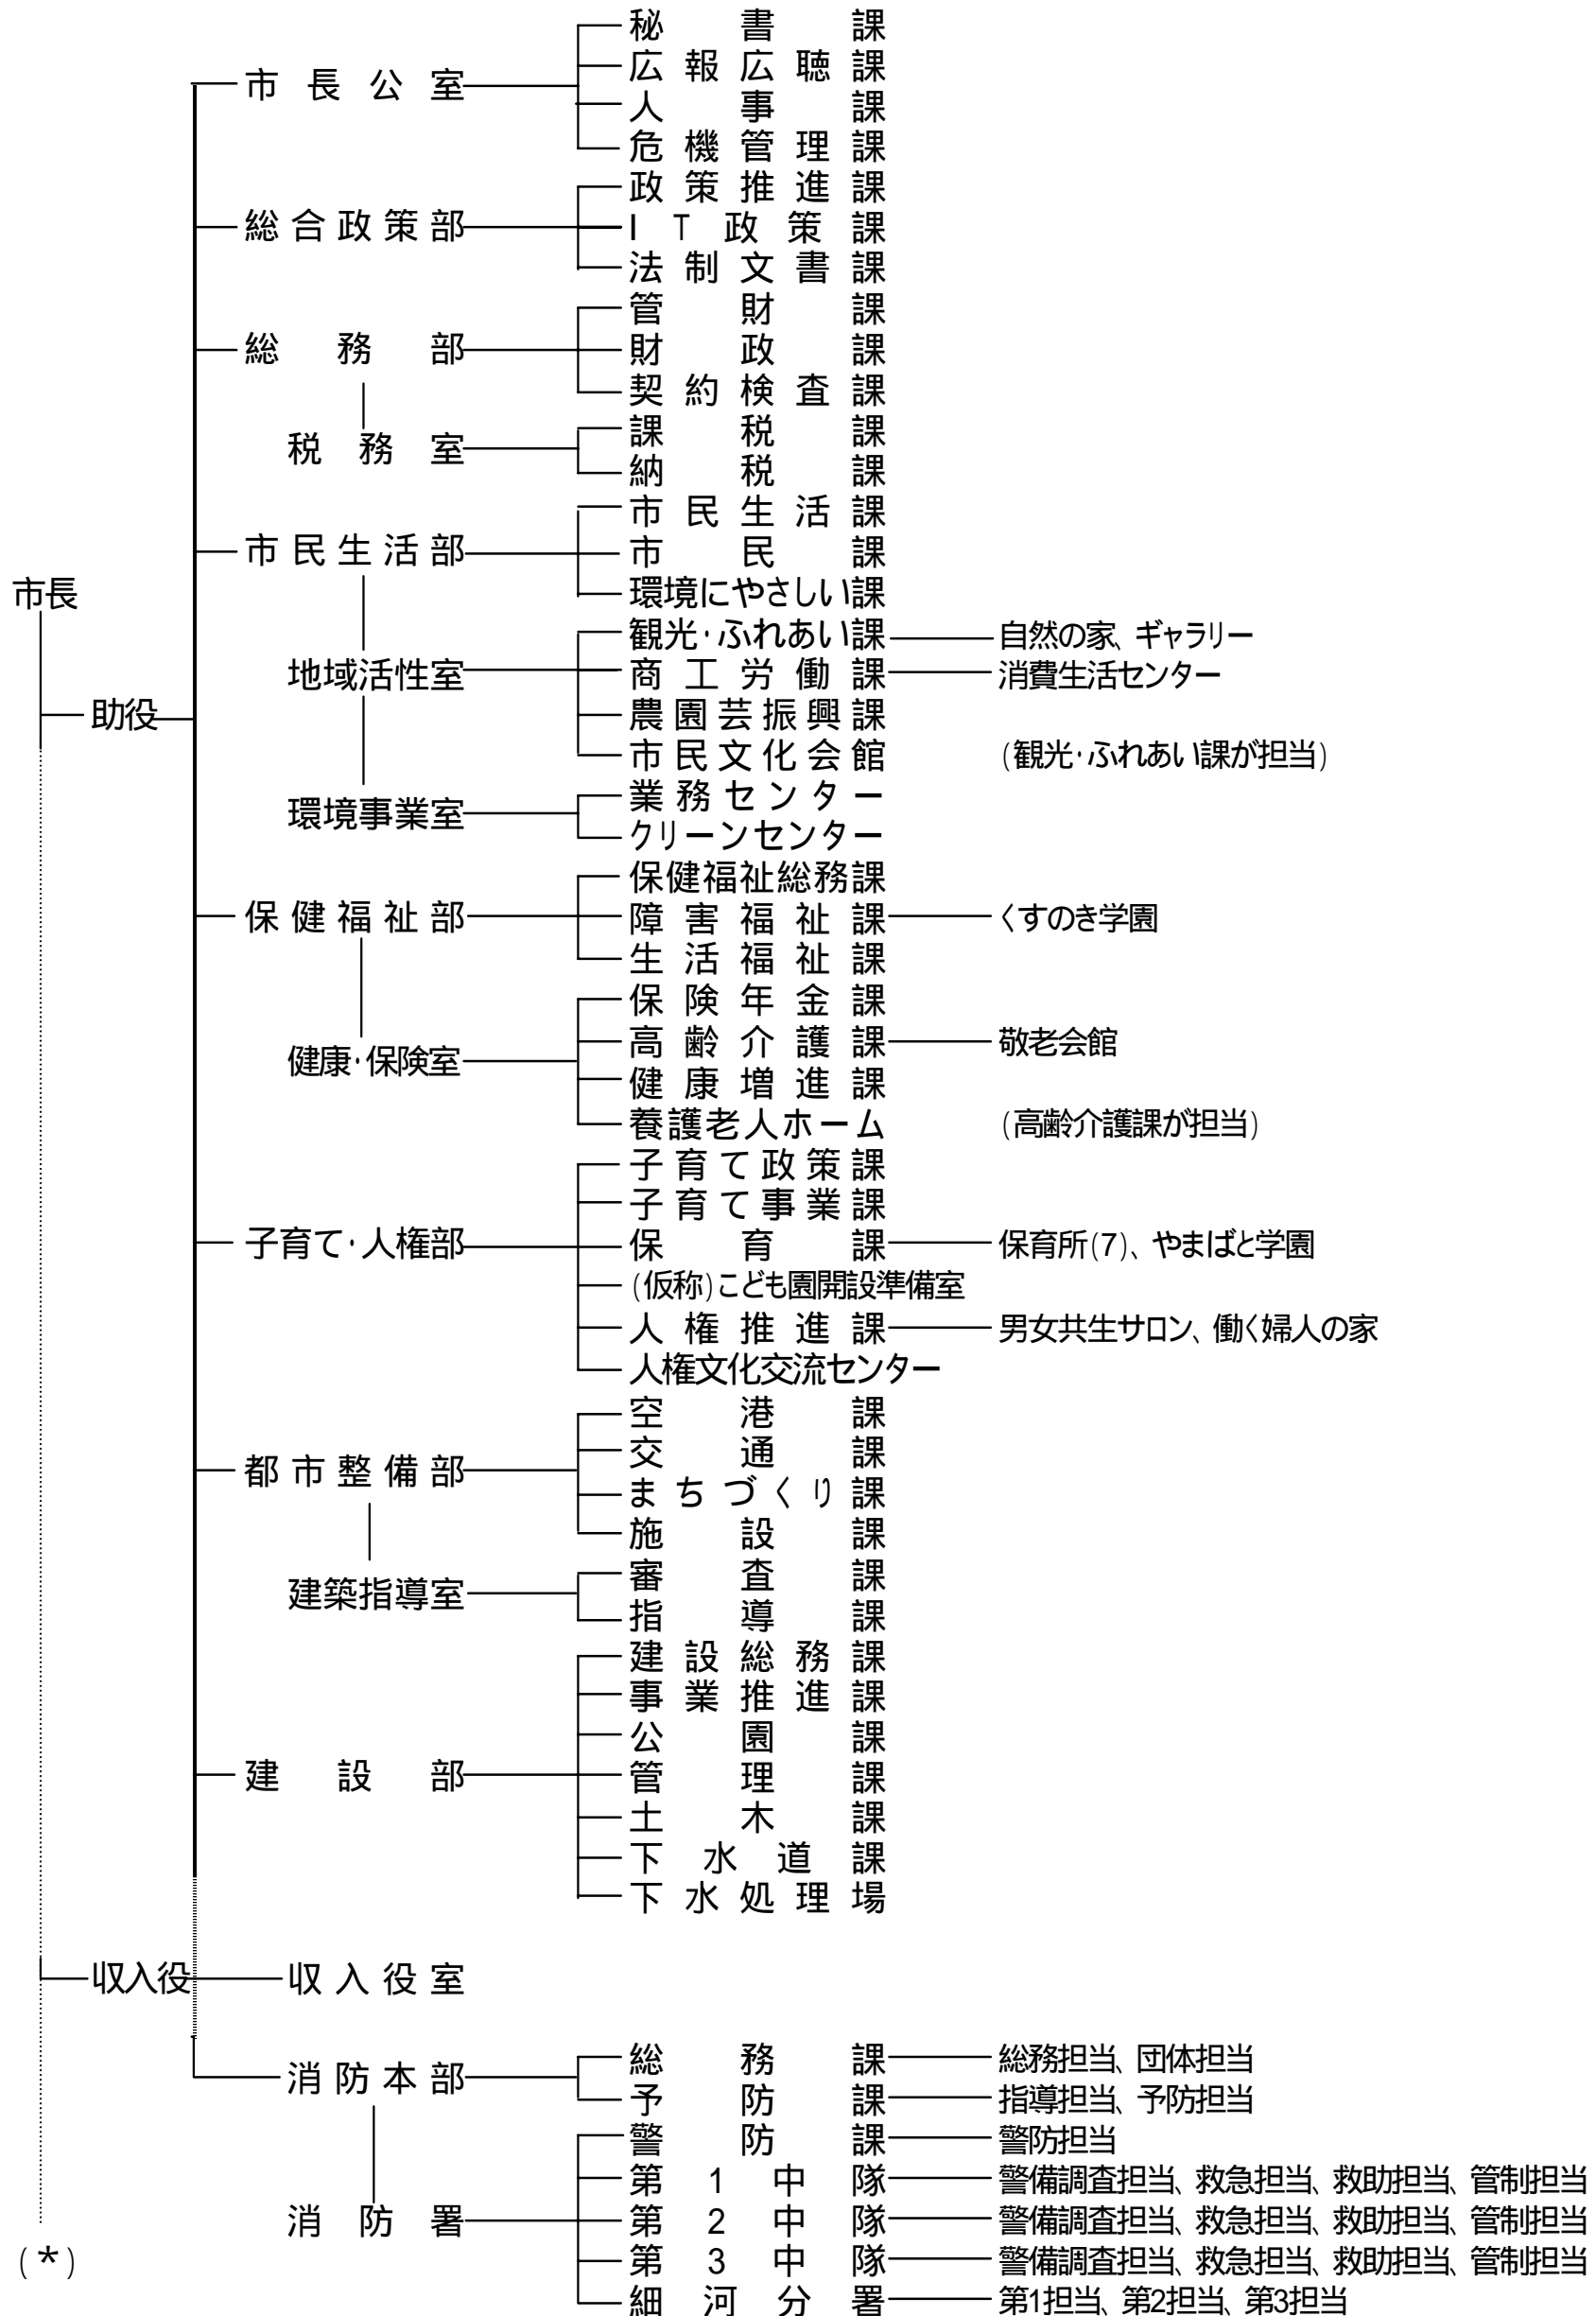 秘書課
広報広聴課
市長公室
人事課
危機管理課
政策推進課
総合政策部
IT政策課
法制文書課
管財課
総務部
財政課
契約検査課
課税課
税務室
納税課
市民生活課
市民生活部
市民課
市長
環境にやさしい課
観光・ふれあい課 自然の家、ギャラリー
地域活性室
商工労働課 消費生活センター
助役
農園芸振興課
市民文化会館 (観光・ふれあい課が担当)
業務センター
環境事業室
クリーンセンター
保健福祉総務課
保健福祉部
障害福祉課 くすのき学園
生活福祉課
保険年金課
高齢介護課 敬老会館
健康・保険室
健康増進課
養護老人ホーム (高齢介護課が担当)
子育て政策課
子育て事業課
子育て・人権部
保育課 保育所(7)、やまばと学園
(仮称)こども園開設準備室
人権推進課 男女共生サロン、働く婦人の家
人権文化交流センター
空港課
交通課
都市整備部
まちづくり課
施設課
審査課
建築指導室
指導課
建設総務課
事業推進課
公園課
建設部
管理課
土木課
下水道課
下水処理場
収入役 収入役室
総務課 総務担当、団体担当
消防本部
予防課 指導担当、予防担当
警防課 警防担当
第1中隊 警備調査担当、救急担当、救助担当、管制担当
消防署
第2中隊 警備調査担当、救急担当、救助担当、管制担当
(*)
第3中隊 警備調査担当、救急担当、救助担当、管制担当
細河分署 第1担当、第2担当、第3担当